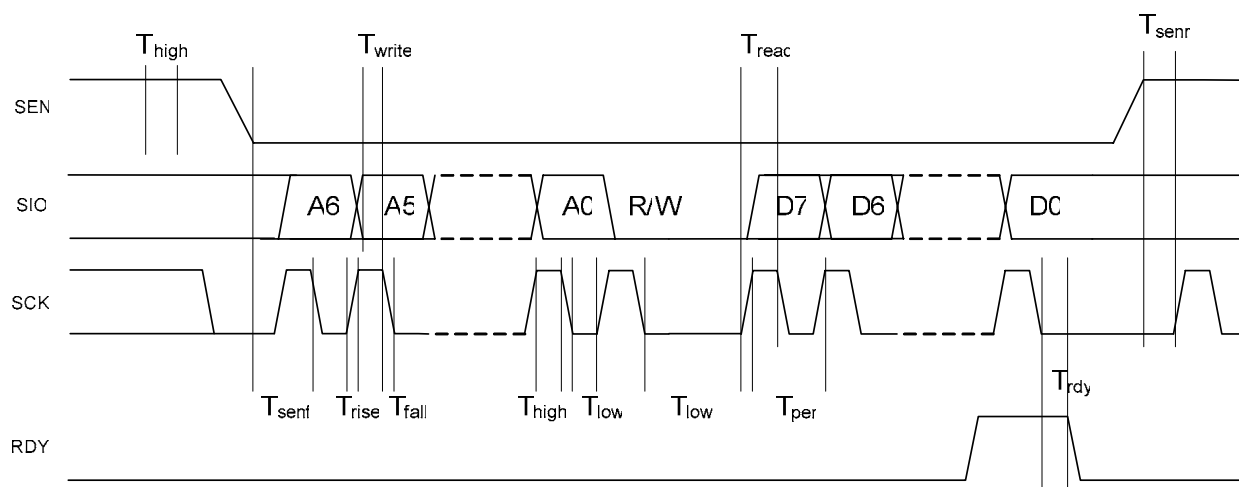 T_high T_write T_read T_senr
SEN
SIO A6 A5 A0 R/W D7 D6 D0
SCK
T_senf T_rise T_fall T_high T_low T_low T_per T_rdy
RDY